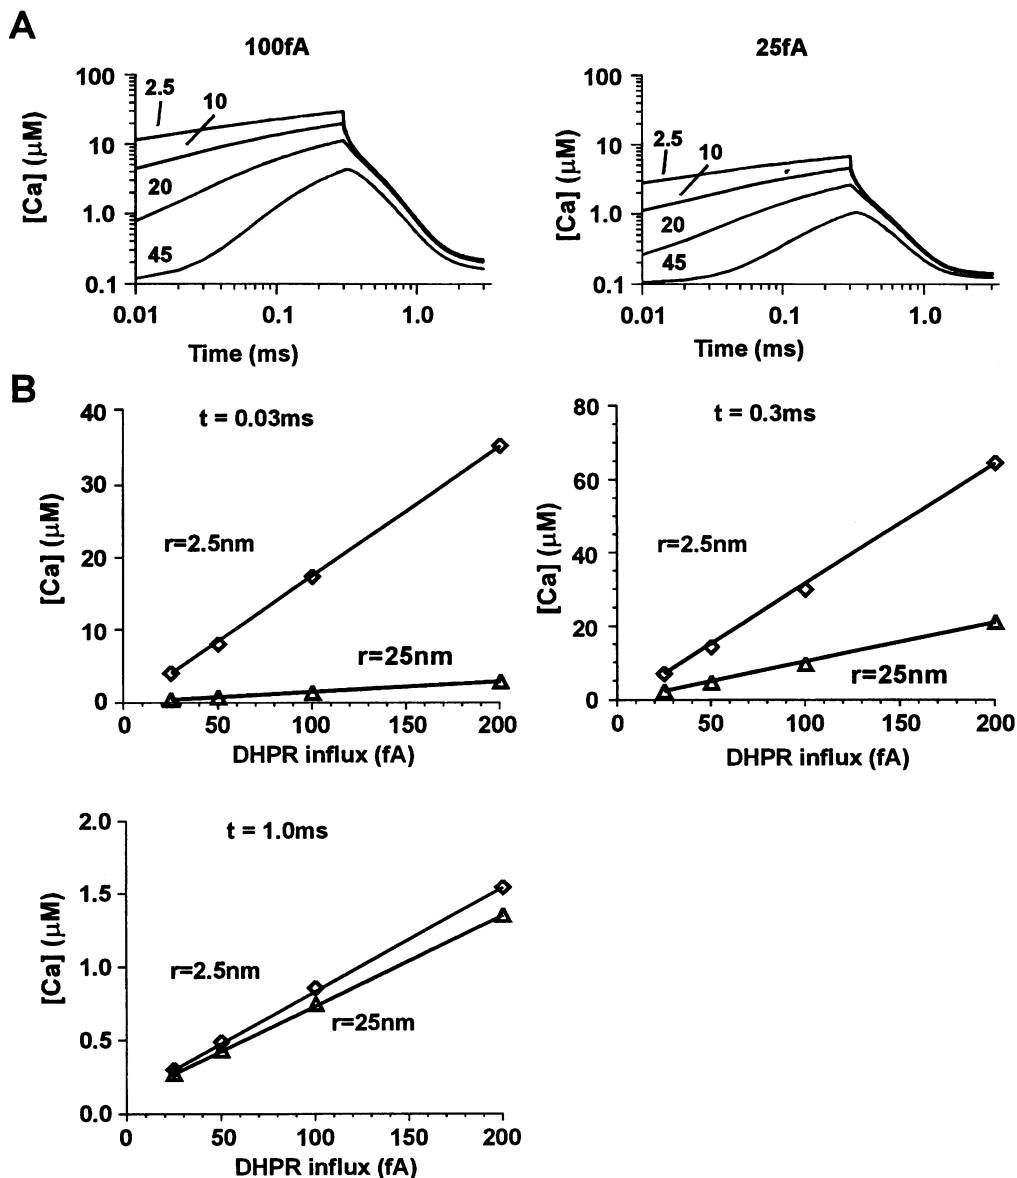 A
100fA
25fA
[Ca] (μM)
100
10
1.0
0.1
2.5
10
20
45
0.01
0.1
1.0
Time (ms)
[Ca] (μM)
100
10
1.0
0.1
2.5
10
20
45
0.01
0.1
1.0
Time (ms)
B
t = 0.03ms
[Ca] (μM)
40
30
20
10
0
r=2.5nm
r=25nm
0
50
100
150
200
DHPR influx (fA)
t = 0.3ms
[Ca] (μM)
80
60
40
20
0
r=2.5nm
r=25nm
0
50
100
150
200
DHPR influx (fA)
t = 1.0ms
[Ca] (μM)
2.0
1.5
1.0
0.5
0.0
r=2.5nm
r=25nm
0
50
100
150
200
DHPR influx (fA)